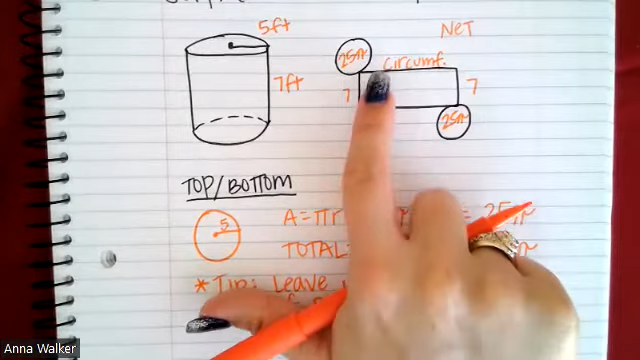 5ft
NET
25π
circumf.
7ft
7
7
25π
TOP/BOTTOM
5
A=πr = 25π
TOTAL= π
*Tip: Leave
Anna Walker